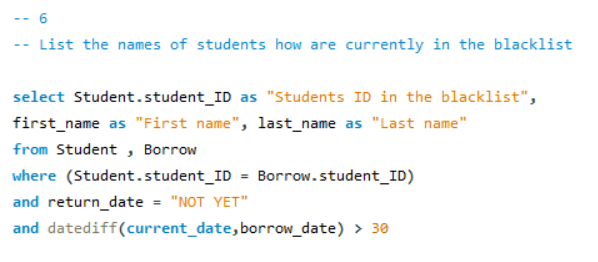 -- 6
-- List the names of students how are currently in the blacklist
select Student.student_ID as "Students ID in the blacklist",
first_name as "First name", last_name as "Last name"
from Student , Borrow
where (Student.student_ID = Borrow.student_ID)
and return_date = "NOT YET"
and datediff(current_date,borrow_date) > 30